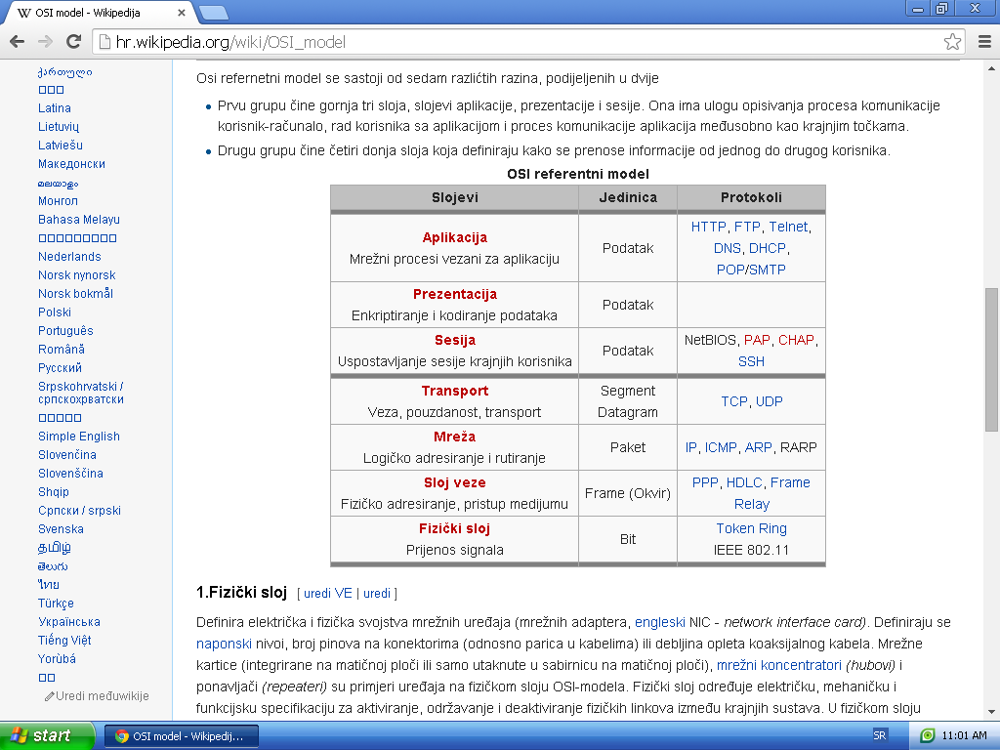 OSI model - Wikipedija
hr.wikipedia.org/wiki/OSI_model
ქართული
Latina
Lietuvių
Latviešu
Македонски
മലയാളം
Монгол
Bahasa Melayu
Nederlands
Norsk nynorsk
Norsk bokmål
Polski
Português
Română
Русский
Srpskohrvatski /
српскохрватски
Simple English
Slovenčina
Slovenščina
Shqip
Српски / srpski
Svenska
தமிழ்
తెలుగు
ไทย
Türkçe
Українська
Tiếng Việt
Yorùbá
Uredi međuwikije
Osi refernetni model se sastoji od sedam različtih razina, podijeljenih u dvije
Prvu grupu čine gornja tri sloja, slojevi aplikacije, prezentacije i sesije. Ona ima ulogu opisivanja procesa komunikacije
korisnik-računalo, rad korisnika sa aplikacijom i proces komunikacije aplikacija međusobno kao krajnjim točkama.
Drugu grupu čine četiri donja sloja koja definiraju kako se prenose informacije od jednog do drugog korisnika.
OSI referentni model
Slojevi Jedinica Protokoli
Aplikacija
Mrežni procesi vezani za aplikaciju
Podatak
HTTP, FTP, Telnet,
DNS, DHCP,
POP/SMTP
Prezentacija
Enkriptiranje i kodiranje podataka
Podatak
Sesija
Uspostavljanje sesije krajnjih korisnika
Podatak
NetBIOS, PAP, CHAP,
SSH
Transport
Veza, pouzdanost, transport
Segment
Datagram
TCP, UDP
Mreža
Logičko adresiranje i rutiranje
Paket
IP, ICMP, ARP, RARP
Sloj veze
Fizičko adresiranje, pristup medijumu
Frame (Okvir)
PPP, HDLC, Frame
Relay
Fizički sloj
Prijenos signala
Bit
Token Ring
IEEE 802.11
1.Fizički sloj [ uredi VE | uredi ]
Definira električka i fizička svojstva mrežnih uređaja (mrežnih adaptera, engleski NIC - network interface card). Definiraju se
naponski nivoi, broj pinova na konektorima (odnosno parica u kabelima) ili debljina opleta koaksijalnog kabela. Mrežne
kartice (integrirane na matičnoj ploči ili samo utaknute u sabirnicu na matičnoj ploči), mrežni koncentratori (hubovi) i
ponavljači (repeateri) su primjeri uređaja na fizičkom sloju OSI-modela. Fizički sloj određuje električku, mehaničku i
funkcijsku specifikaciju za aktiviranje, održavanje i deaktiviranje fizičkih linkova između krajnjih sustava. U fizičkom sloju
start
OSI model - Wikipedij...
SR
11:01 AM